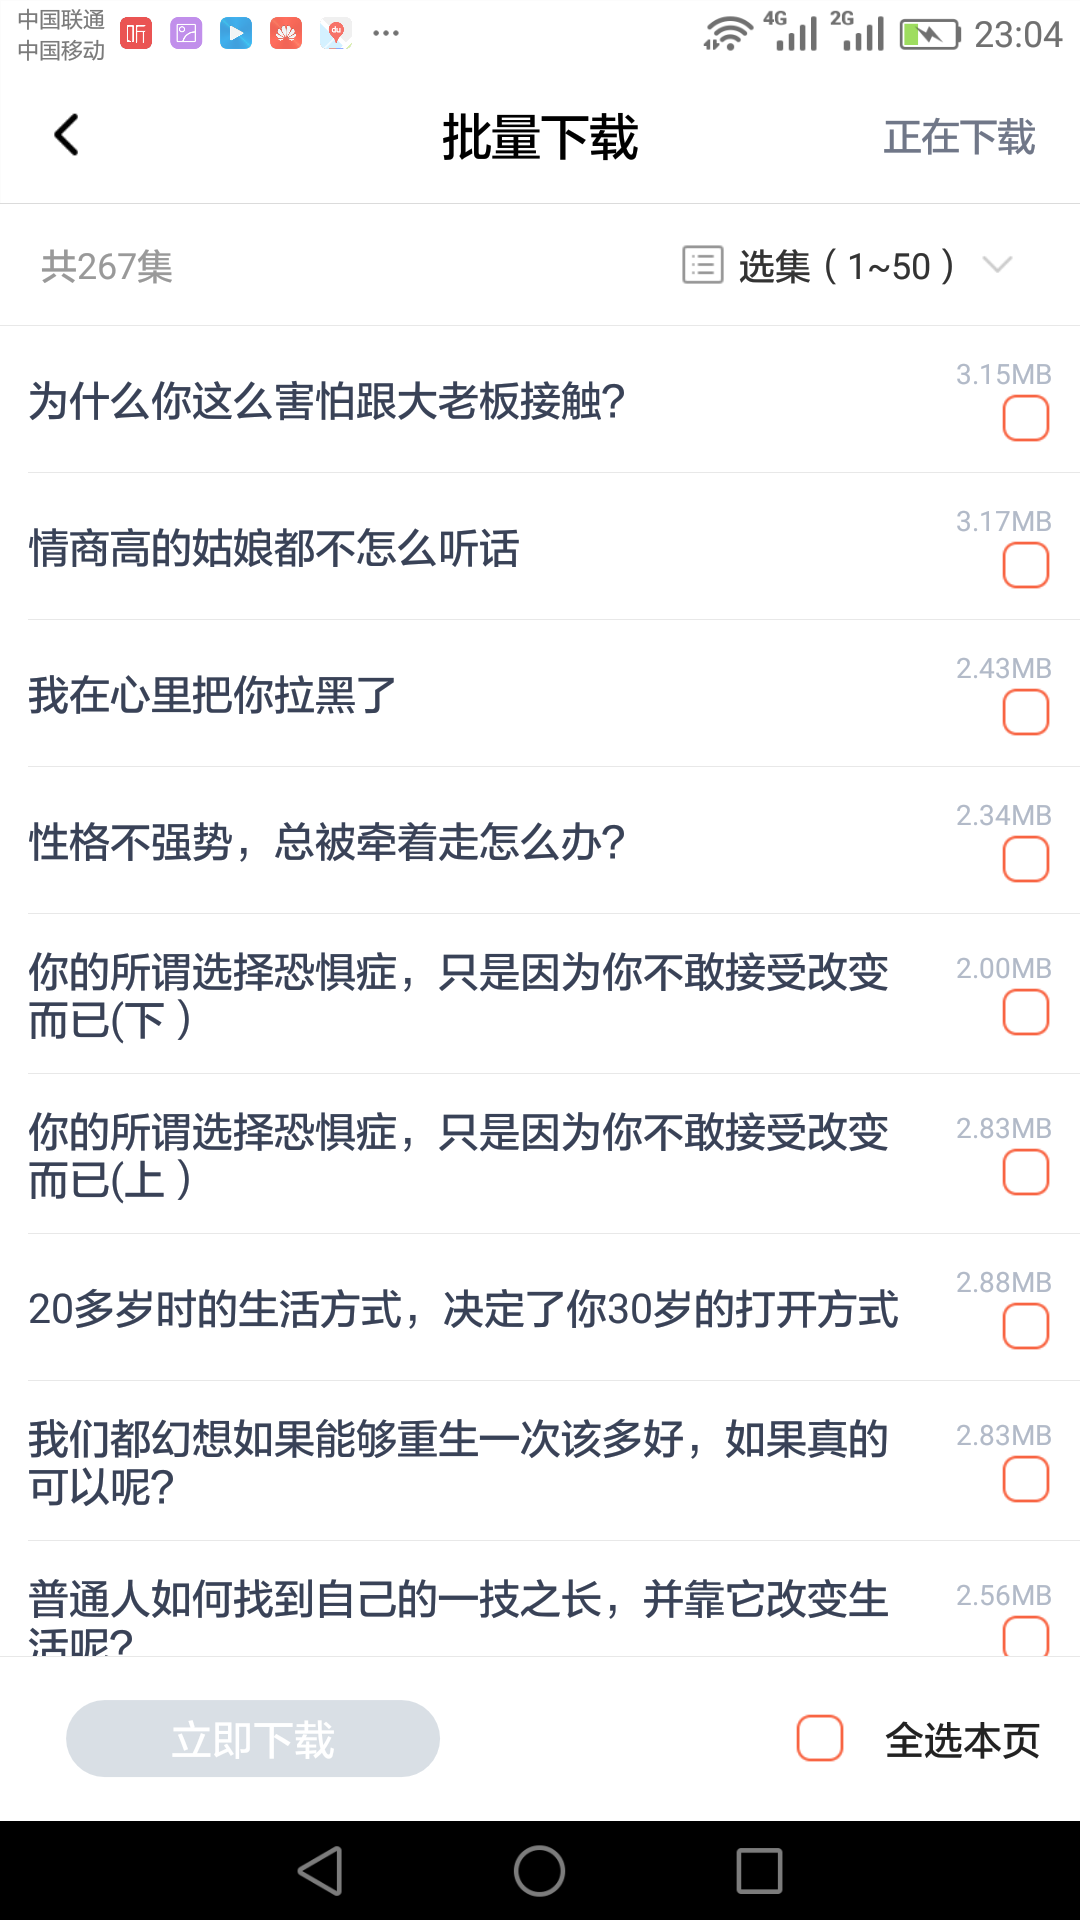 中国联通
中国移动
听
du
4G
2G
23:04
批量下载
正在下载
共267集
选集（1~50）
为什么你这么害怕跟大老板接触?
3.15MB
情商高的姑娘都不怎么听话
3.17MB
我在心里把你拉黑了
2.43MB
性格不强势，总被牵着走怎么办?
2.34MB
你的所谓选择恐惧症，只是因为你不敢接受改变
而已(下 )
2.00MB
你的所谓选择恐惧症，只是因为你不敢接受改变
而已(上 )
2.83MB
20多岁时的生活方式，决定了你30岁的打开方式
2.88MB
我们都幻想如果能够重生一次该多好，如果真的
可以呢?
2.83MB
普通人如何找到自己的一技之长，并靠它改变生
活呢?
2.56MB
立即下载
全选本页